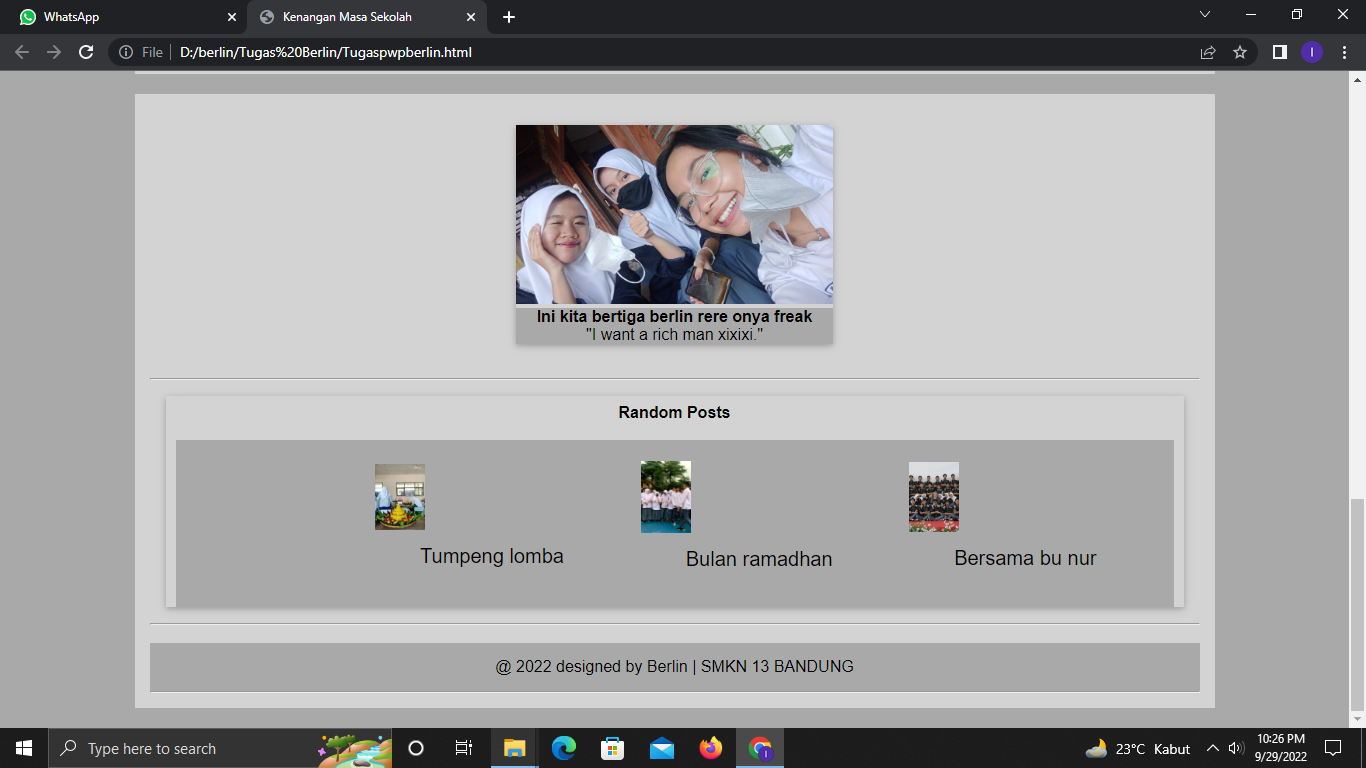 WhatsApp
Kenangan Masa Sekolah
File
D:/berlin/Tugas%20Berlin/Tugaspwpberlin.html
I
Ini kita bertiga berlin rere onya freak
"I want a rich man xixixi."
Random Posts
Tumpeng lomba
Bulan ramadhan
Bersama bu nur
@ 2022 designed by Berlin | SMKN 13 BANDUNG
Type here to search
23°C Kabut
10:26 PM
9/29/2022